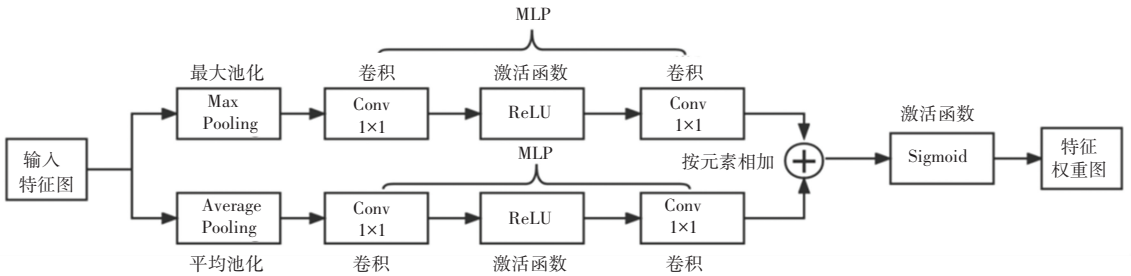 MLP
最大池化
卷积
激活函数
卷积
Max
Pooling
Conv
1×1
ReLU
Conv
1×1
激活函数
输入
特征图
MLP
按元素相加
Sigmoid
特征
权重图
Average
Pooling
Conv
1×1
ReLU
Conv
1×1
平均池化
卷积
激活函数
卷积